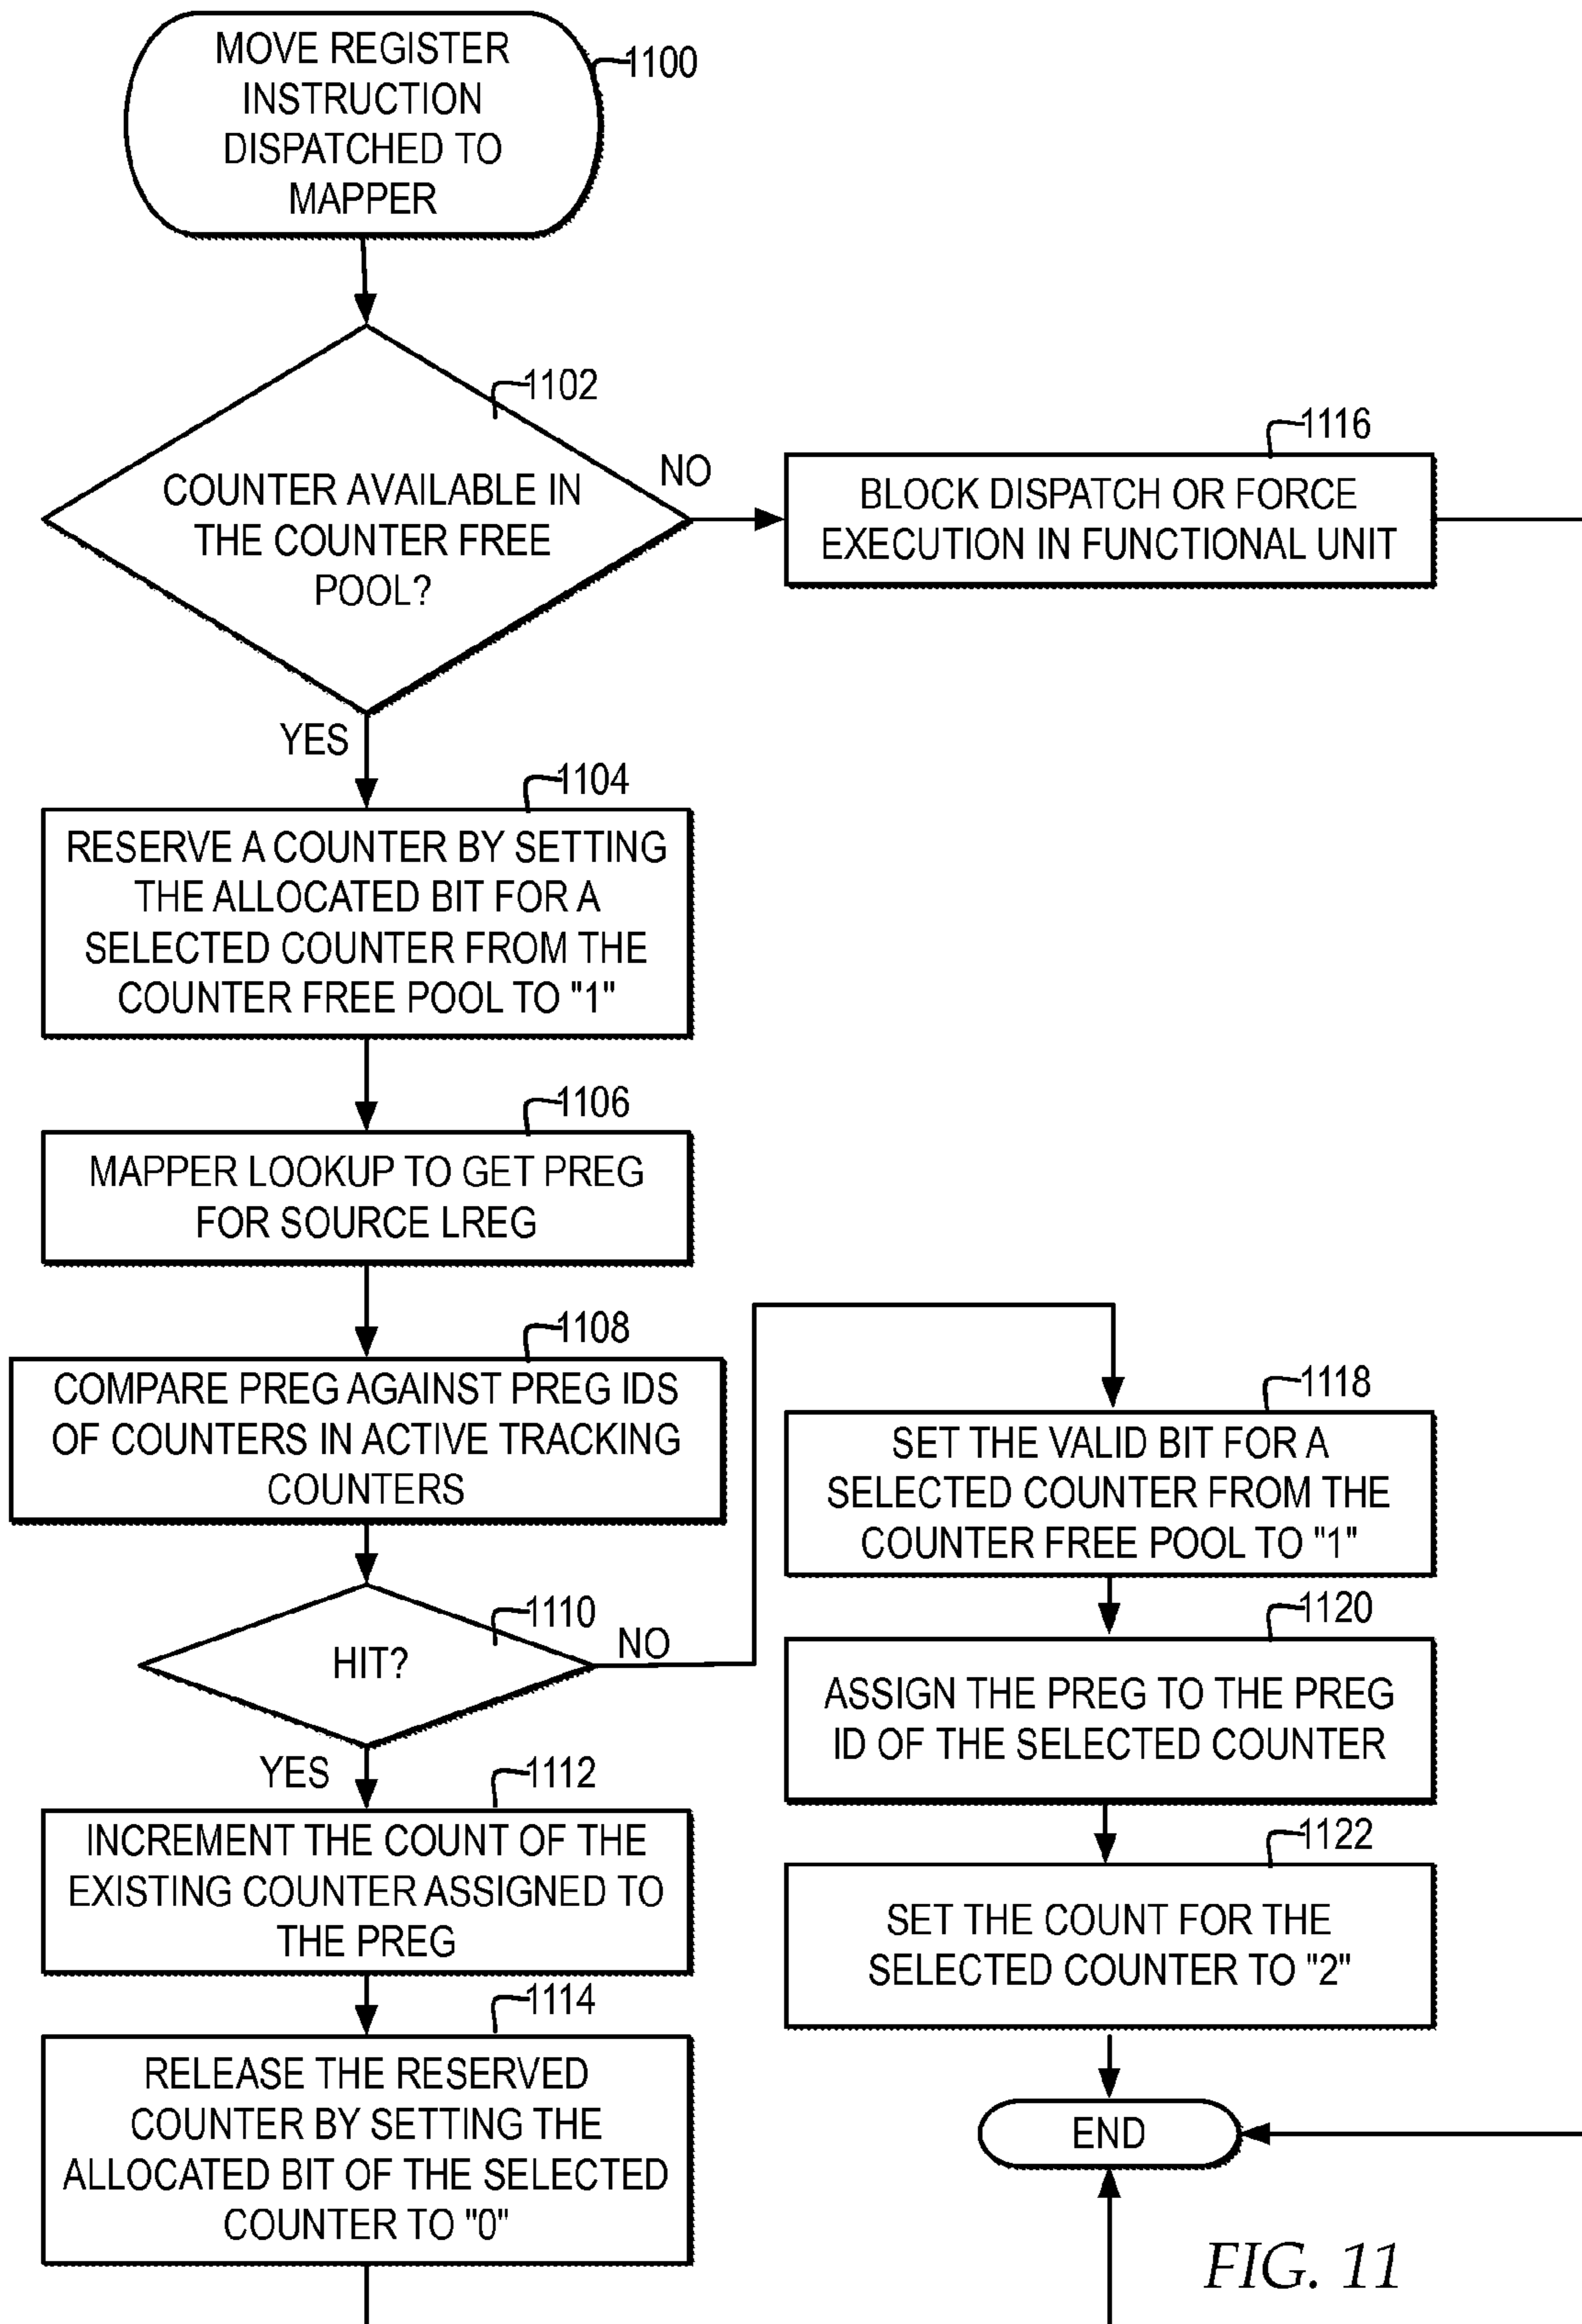 MOVE REGISTER
INSTRUCTION
DISPATCHED TO
MAPPER
1100
1102
COUNTER AVAILABLE IN
THE COUNTER FREE
POOL?
NO
1116
BLOCK DISPATCH OR FORCE
EXECUTION IN FUNCTIONAL UNIT
YES
1104
RESERVE A COUNTER BY SETTING
THE ALLOCATED BIT FOR A
SELECTED COUNTER FROM THE
COUNTER FREE POOL TO "1"
1106
MAPPER LOOKUP TO GET PREG
FOR SOURCE LREG
1108
COMPARE PREG AGAINST PREG IDS
OF COUNTERS IN ACTIVE TRACKING
COUNTERS
1110
HIT?
NO
YES
1112
INCREMENT THE COUNT OF THE
EXISTING COUNTER ASSIGNED TO
THE PREG
1114
RELEASE THE RESERVED
COUNTER BY SETTING THE
ALLOCATED BIT OF THE SELECTED
COUNTER TO "0"
1118
SET THE VALID BIT FOR A
SELECTED COUNTER FROM THE
COUNTER FREE POOL TO "1"
1120
ASSIGN THE PREG TO THE PREG
ID OF THE SELECTED COUNTER
1122
SET THE COUNT FOR THE
SELECTED COUNTER TO "2"
END
FIG. 11